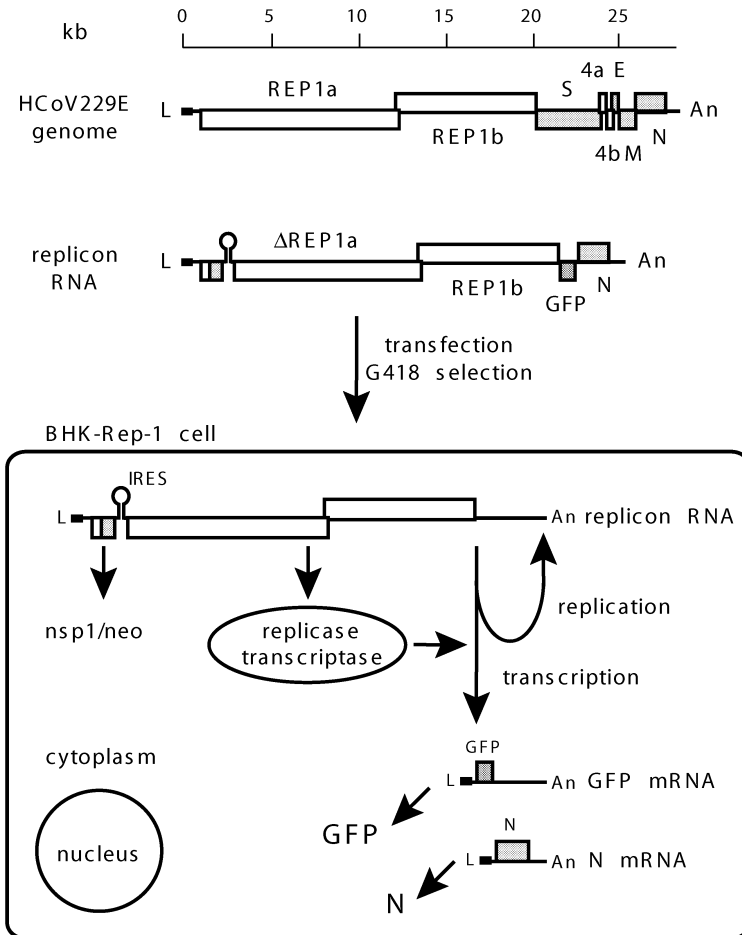 kb
0 5 10 15 20 25
HCoV229E
genome
L
REP1a
REP1b
S
4a E
4b M
N
An
replicon
RNA
L
ΔREP1a
REP1b
GFP
N
An
transfection
G418 selection
BHK-Rep-1 cell
IRES
L
An replicon RNA
nsp1/neo
replicase
transcriptase
replication
transcription
cytoplasm
nucleus
GFP
L
An GFP mRNA
GFP
N
L
An N mRNA
N